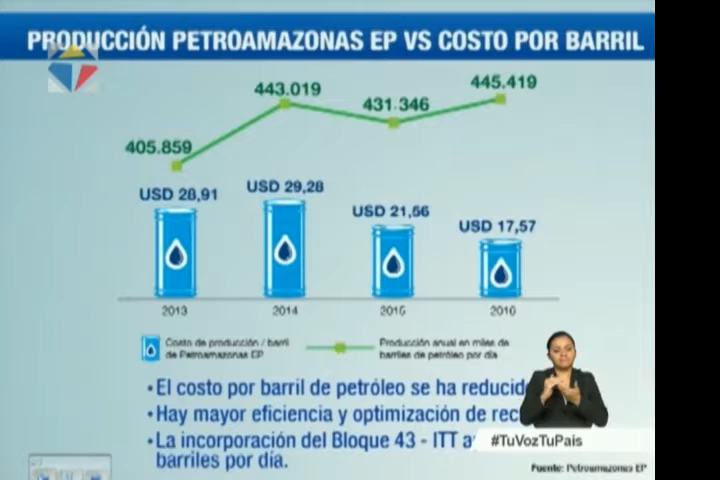 PRODUCCIÓN PETROAMAZONAS EP VS COSTO POR BARRIL
405.859
443.019
431.346
445.419
USD 28,91
USD 29,28
USD 21,56
USD 17,57
2013
2014
2015
2016
Costo de producción / barril
de Petroamazonas EP
Producción anual en miles de
barriles de petróleo por día
•El costo por barril de petróleo se ha reducid
•Hay mayor eficiencia y optimización de rec
•La incorporación del Bloque 43 - ITT a
barriles por día.
#TuVozTuPaís
Fuente: Petroamazonas EP